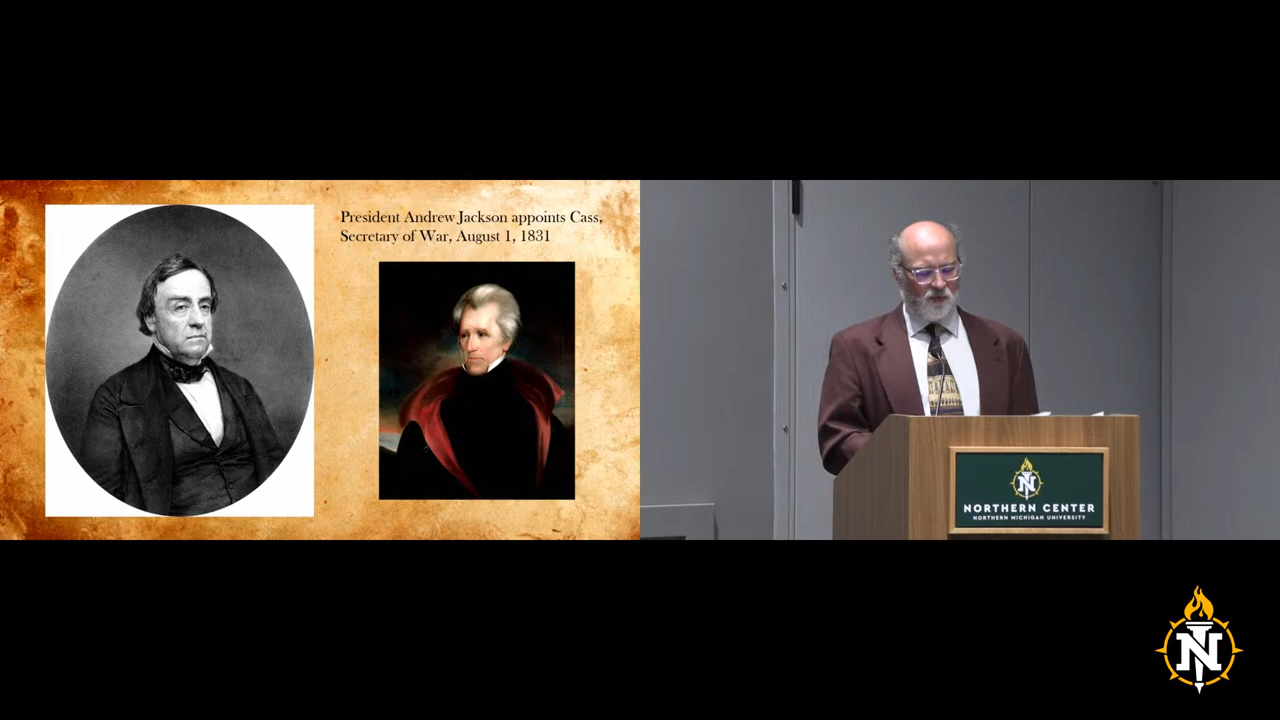 President Andrew Jackson appoints Cass,
Secretary of War, August 1, 1831
N
NORTHERN CENTER
NORTHERN MICHIGAN UNIVERSITY
N